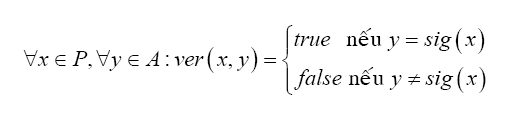 ∀x ∈ P, ∀y ∈ A : ver(x, y) = { true nếu y = sig(x)
false nếu y ≠ sig(x)